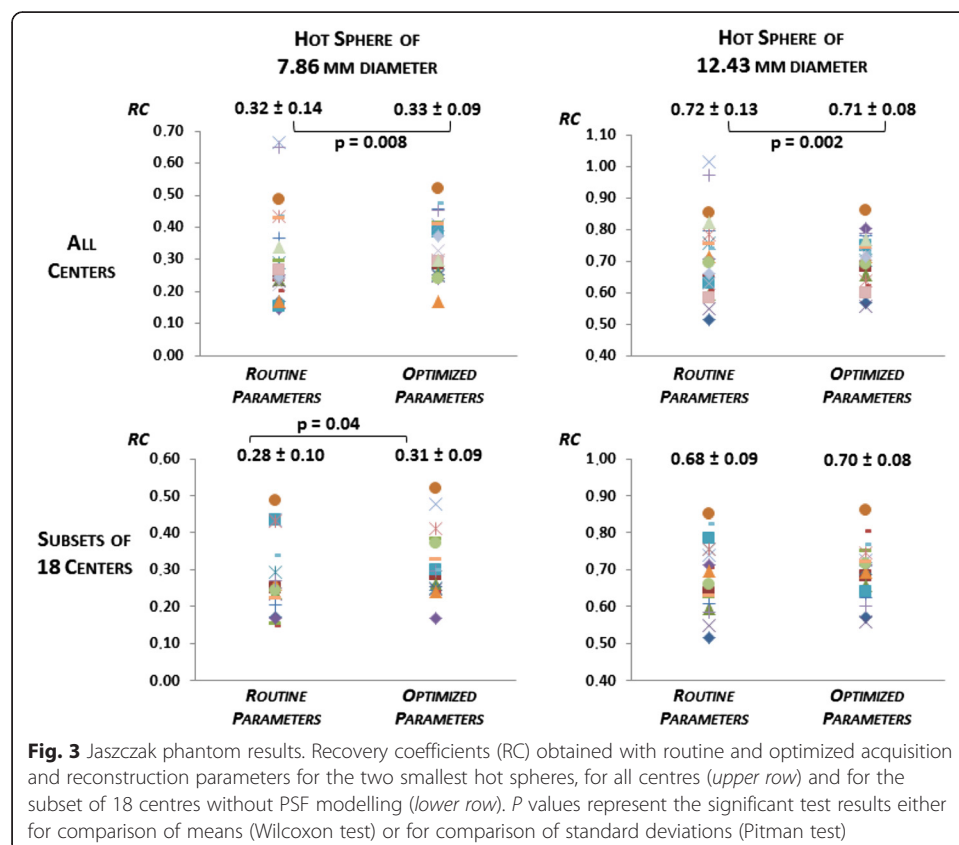 HOT SPHERE OF
7.86 MM DIAMETER
HOT SPHERE OF
12.43 MM DIAMETER
ALL
CENTERS
RC
0.32 ± 0.14
0.33 ± 0.09
p = 0.008
0.70
0.60
0.50
0.40
0.30
0.20
0.10
0.00
ROUTINE
PARAMETERS
OPTIMIZED
PARAMETERS
RC
0.72 ± 0.13
0.71 ± 0.08
p = 0.002
1,10
1.00
0,90
0.80
0.70
0.60
0,50
0,40
ROUTINE
PARAMETERS
OPTIMIZED
PARAMETERS
SUBSETS OF
18 CENTERS
RC
p = 0.04
0.28 ± 0.10
0.31 ± 0.09
0.60
0.50
0.40
0.30
0.20
0.10
0.00
ROUTINE
PARAMETERS
OPTIMIZED
PARAMETERS
RC
0.68 ± 0.09
0.70 ± 0.08
1.00
0.90
0.80
0.70
0.60
0.50
0.40
ROUTINE
PARAMETERS
OPTIMIZED
PARAMETERS
Fig. 3 Jaszczak phantom results. Recovery coefficients (RC) obtained with routine and optimized acquisition
and reconstruction parameters for the two smallest hot spheres, for all centres (upper row) and for the
subset of 18 centres without PSF modelling (lower row). P values represent the significant test results either
for comparison of means (Wilcoxon test) or for comparison of standard deviations (Pitman test)